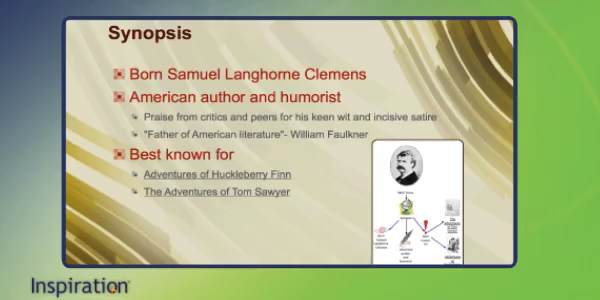 Synopsis
Born Samuel Langhorne Clemens
American author and humorist
Praise from critics and peers for his keen wit and incisive satire
"Father of American literature"- William Faulkner
Best known for
Adventures of Huckleberry Finn
The Adventures of Tom Sawyer
Inspiration